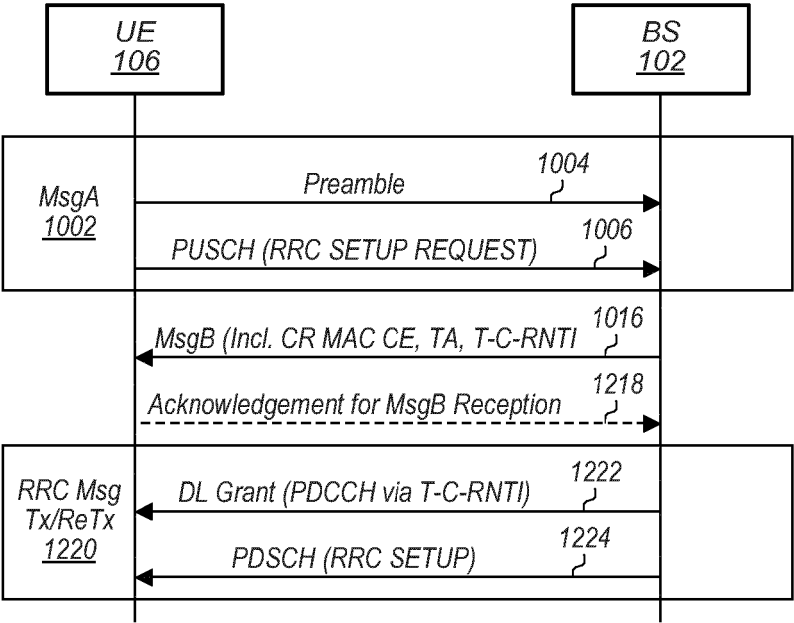 UE
106
BS
102
MsgA
1002
Preamble
1004
PUSCH (RRC SETUP REQUEST)
1006
MsgB (Incl. CR MAC CE, TA, T-C-RNTI
1016
Acknowledgement for MsgB Reception
1218
RRC Msg
Tx/ReTx
1220
DL Grant (PDCCH via T-C-RNTI)
1222
PDSCH (RRC SETUP)
1224